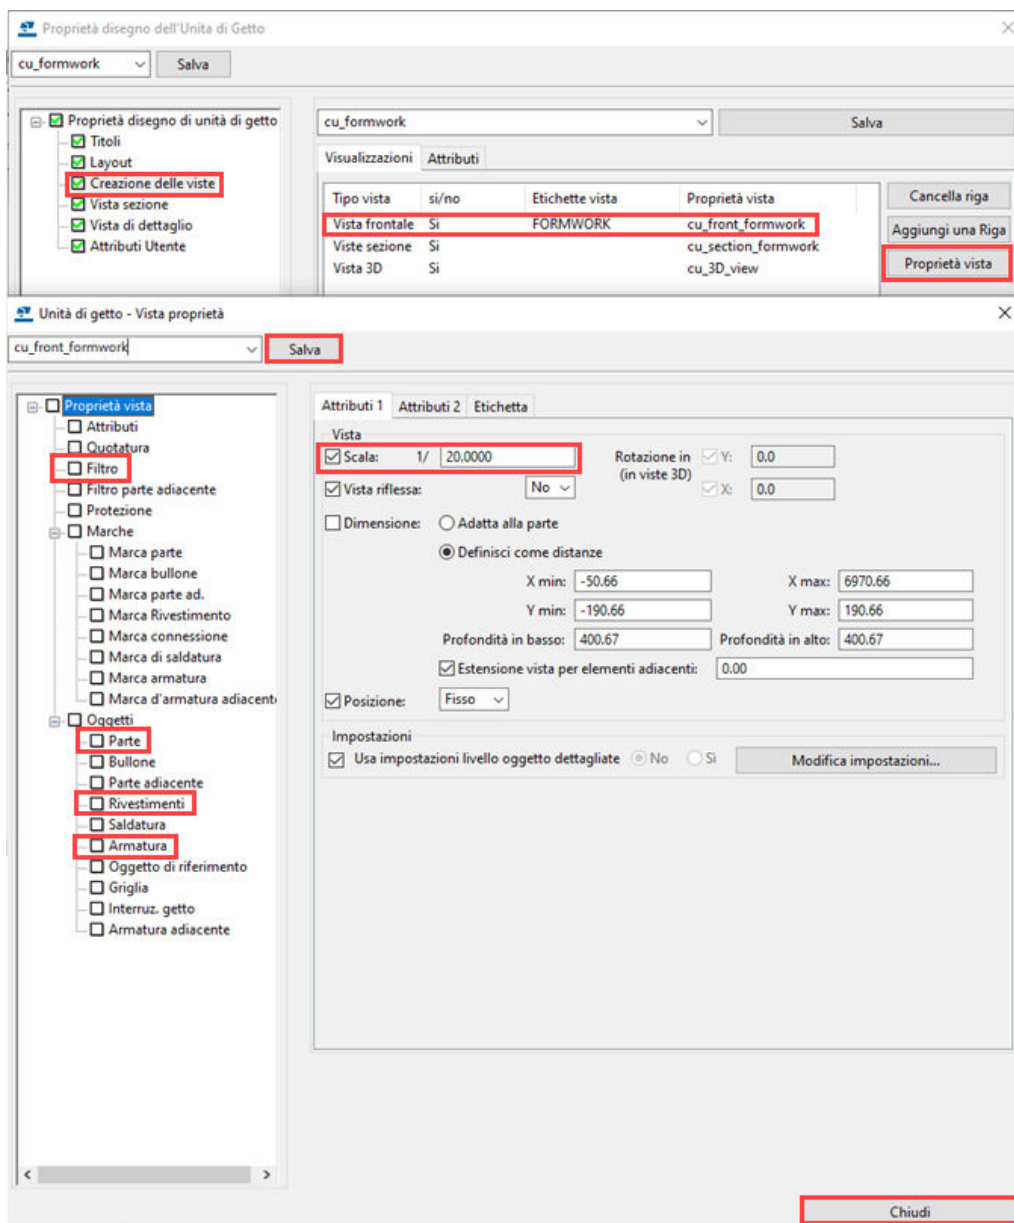 Proprietà disegno dell'Unita di Getto
cu_formwork Salva
Proprietà disegno di unità di getto
Titoli
Layout
Creazione delle viste
Vista sezione
Vista di dettaglio
Attributi Utente
cu_formwork Salva
Visualizzazioni Attributi
Tipo vista si/no Etichette vista Proprietà vista
Vista frontale Si FORMWORK cu_front_formwork
Viste sezione Si cu_section_formwork
Vista 3D Si cu_3D_view
Cancella riga
Aggiungi una Riga
Proprietà vista
Unità di getto - Vista proprietà
cu_front_formwork Salva
Proprietà vista
Attributi
Quotatura
Filtro
Filtro parte adiacente
Protezione
Marche
Marca parte
Marca bullone
Marca parte ad.
Marca Rivestimento
Marca connessione
Marca di saldatura
Marca armatura
Marca d'armatura adiacent
Oggetti
Parte
Bullone
Parte adiacente
Rivestimenti
Saldatura
Armatura
Oggetto di riferimento
Griglia
Interruz. getto
Armatura adiacente
Attributi 1 Attributi 2 Etichetta
Vista
Scala: 1/ 20.0000 Rotazione in Y: 0.0
(in viste 3D)
Vista riflessa: No X: 0.0
Dimensione: Adatta alla parte
Definisci come distanze
X min: -50.66 X max: 6970.66
Y min: -190.66 Y max: 190.66
Profondità in basso: 400.67 Profondità in alto: 400.67
Estensione vista per elementi adiacenti: 0.00
Posizione: Fisso
Impostazioni
Usa impostazioni livello oggetto dettagliate No Si Modifica impostazioni...
Chiudi